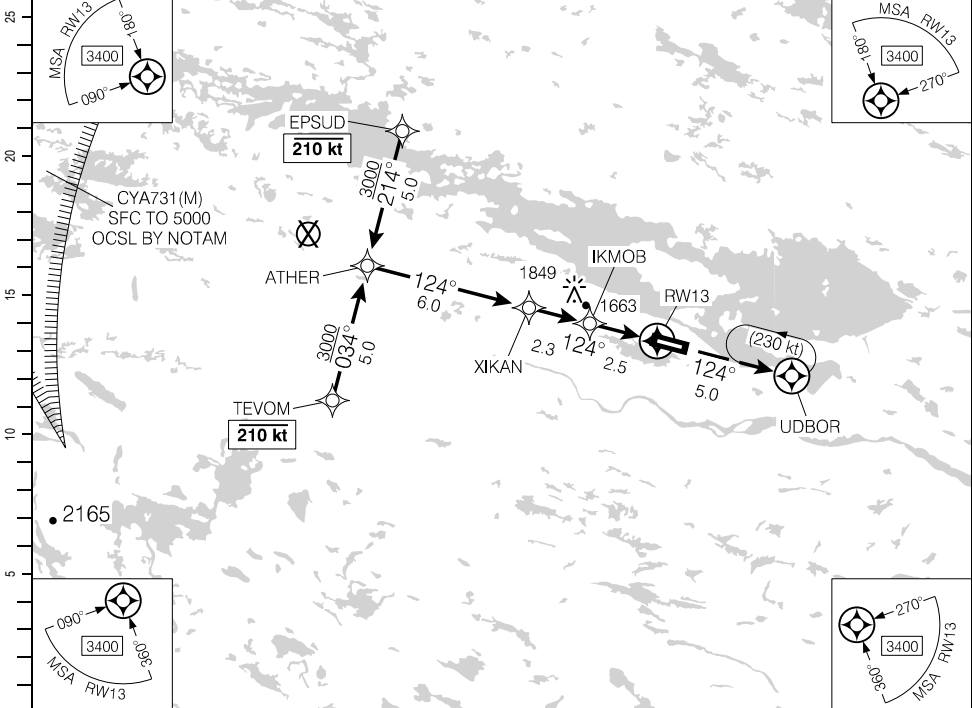 25
20
15
10
5
MSA RW13
180°
3400
090°
MSA RW13
180°
3400
270°
EPSUD
210 kt
3000
214°
5.0
CYA731(M)
SFC TO 5000
OCSL BY NOTAM
ATHER
124°
6.0
1849
IKMOB
1663
RW13
3000
034°
5.0
XIKAN
2.3
124°
2.5
(230 kt)
124°
5.0
UDBOR
TEVOM
210 kt
2165
090°
3400
360°
MSA RW13
270°
3400
360°
MSA RW13